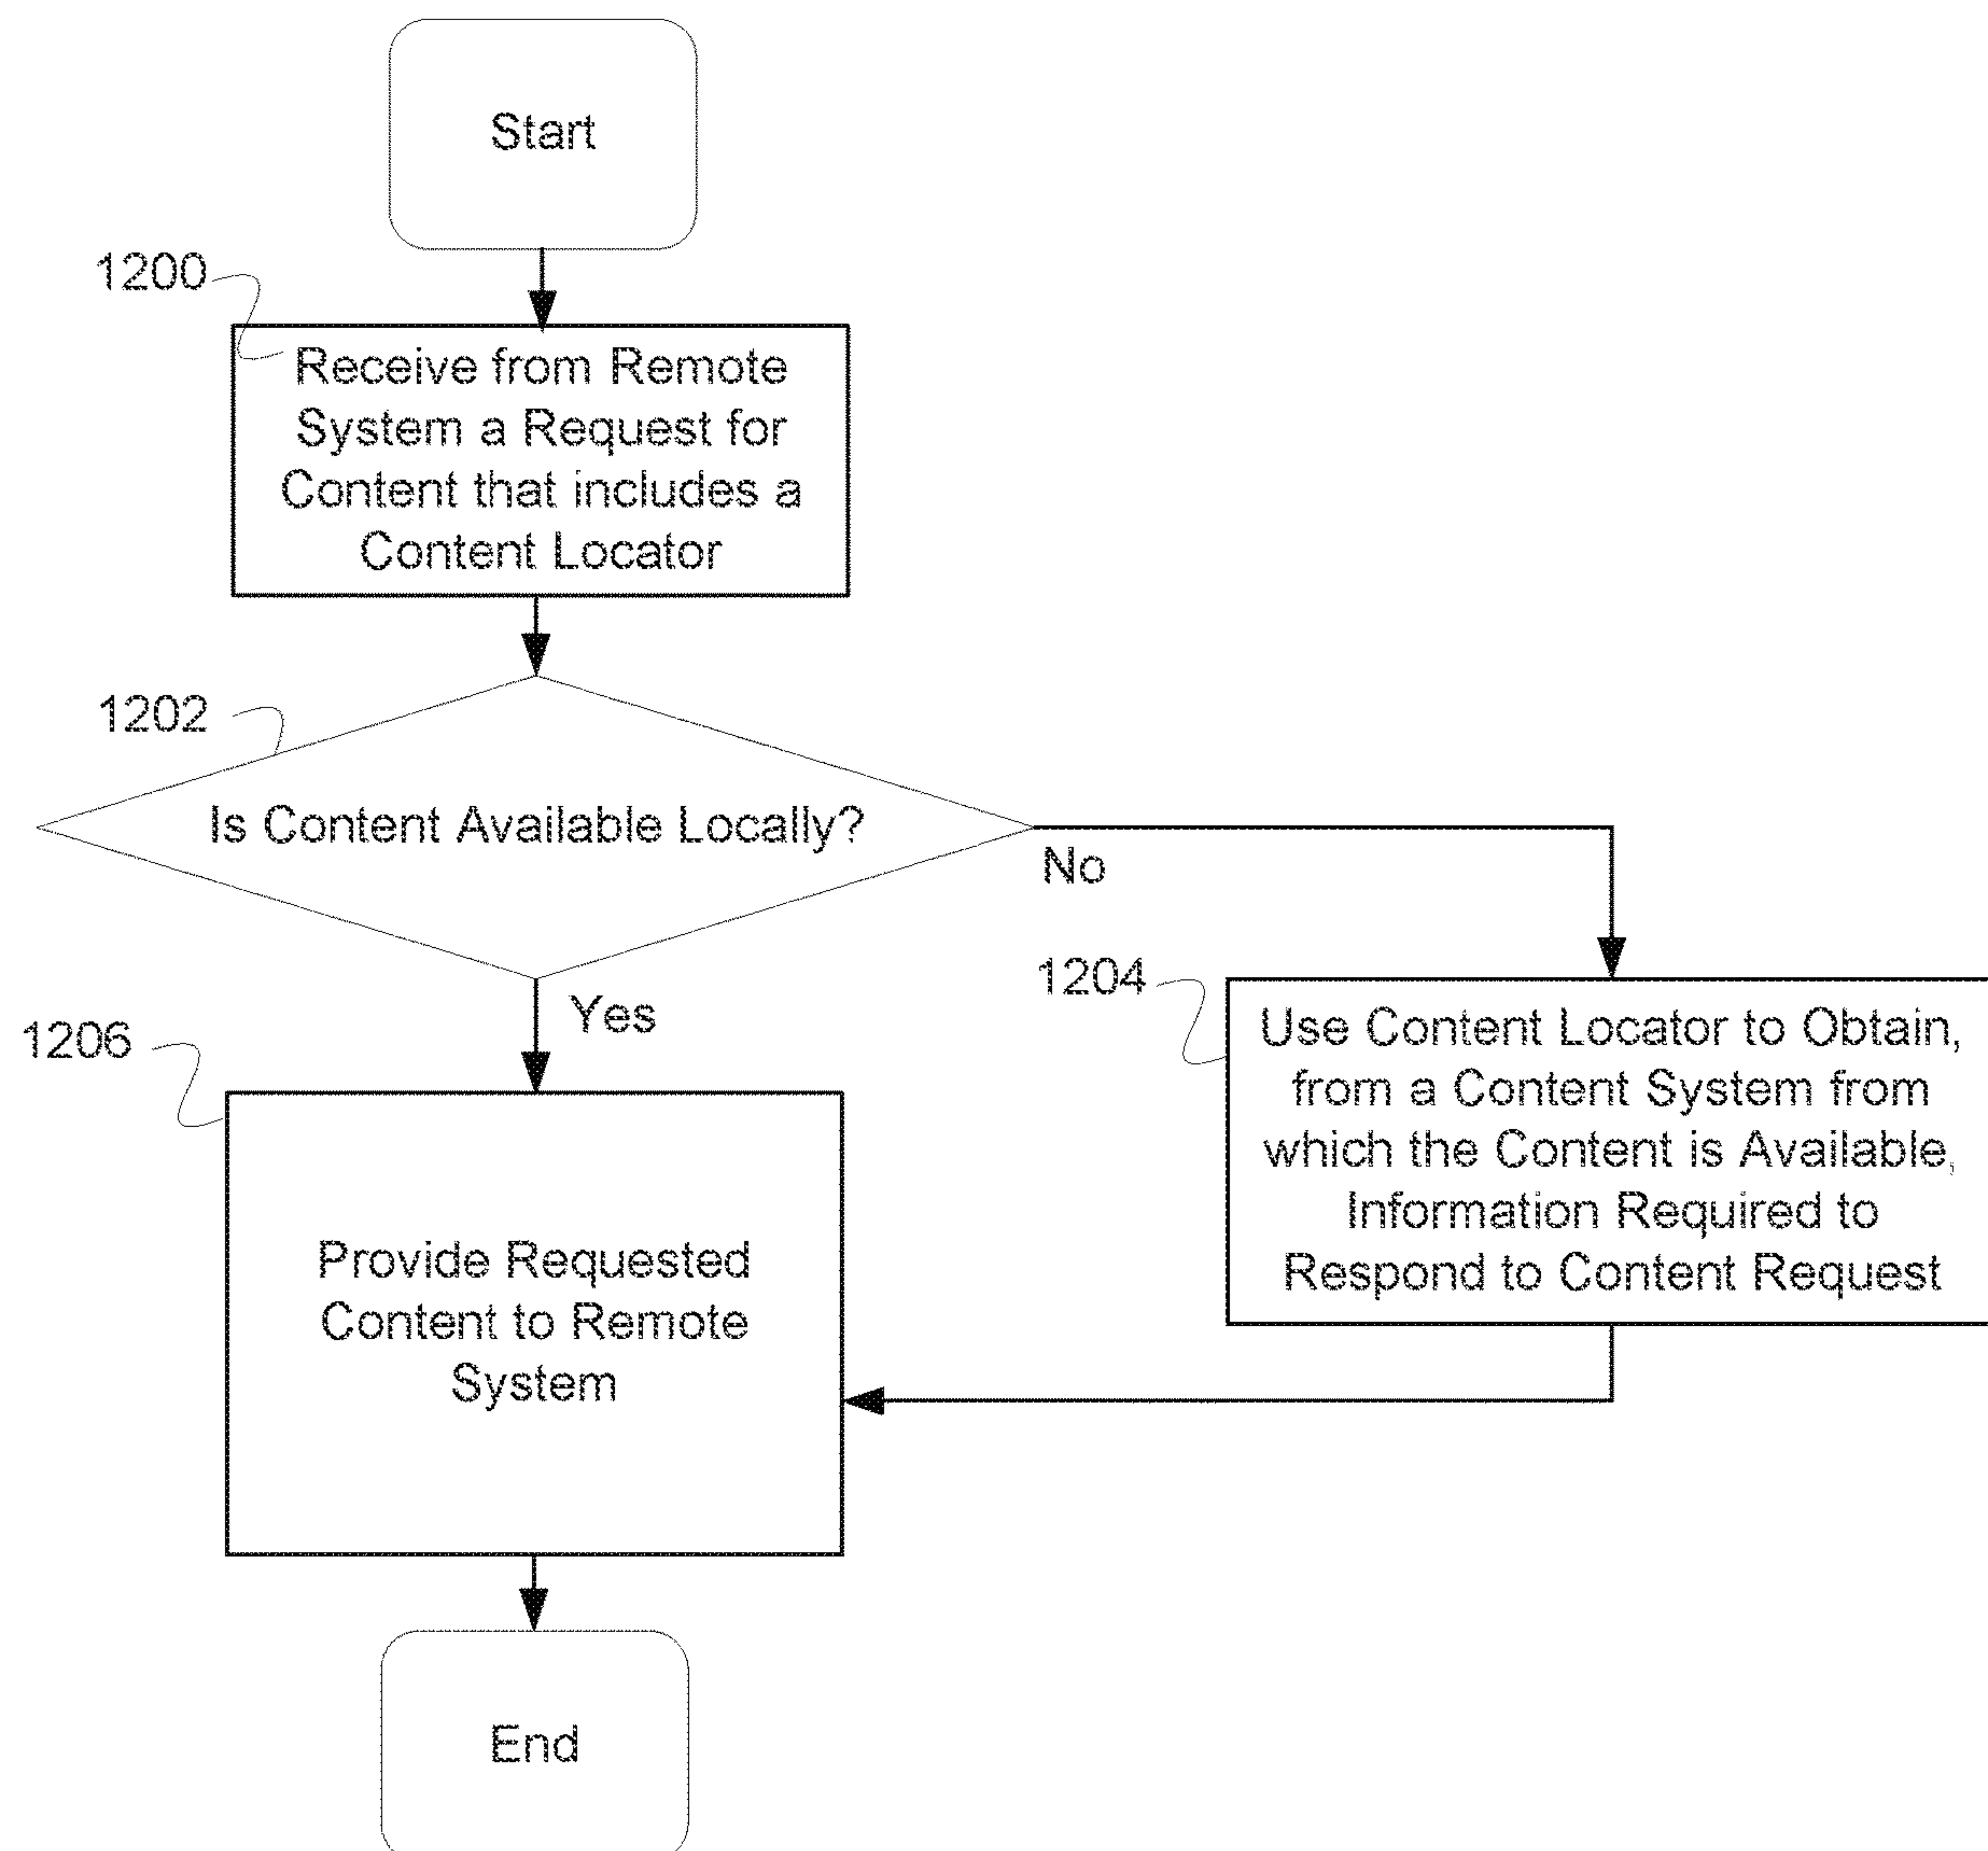 Start
1200
Receive from Remote
System a Request for
Content that includes a
Content Locator
1202
Is Content Available Locally?
No
Yes
1204
Use Content Locator to Obtain,
from a Content System from
which the Content is Available,
Information Required to
Respond to Content Request
1206
Provide Requested
Content to Remote
System
End